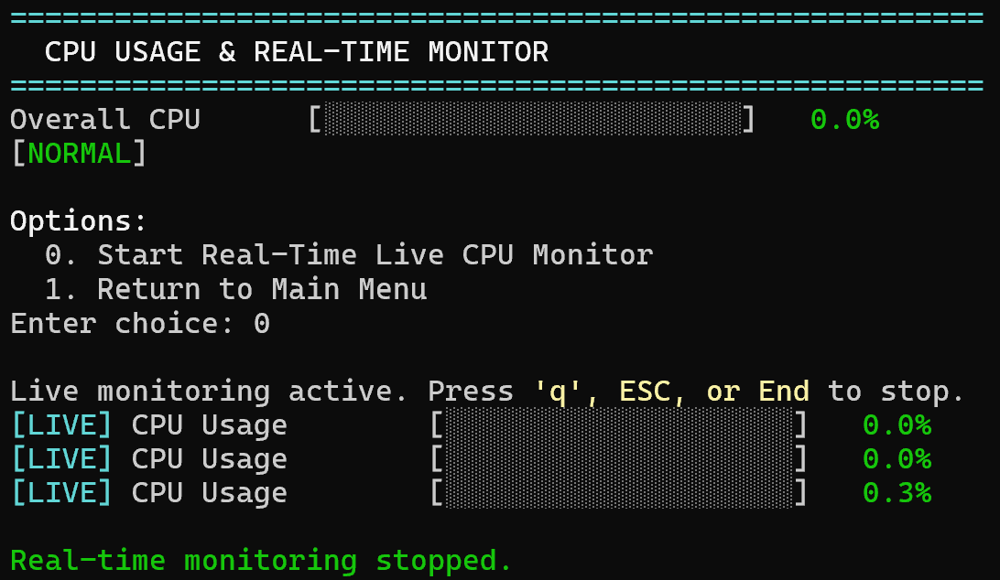 ========================================================
CPU USAGE & REAL-TIME MONITOR
========================================================
Overall CPU [░░░░░░░░░░░░░░░░░░░░░░░░] 0.0%
[NORMAL]
Options:
0. Start Real-Time Live CPU Monitor
1. Return to Main Menu
Enter choice: 0
Live monitoring active. Press 'q', ESC, or End to stop.
[LIVE] CPU Usage [░░░░░░░░░░░░░░░░░░░░] 0.0%
[LIVE] CPU Usage [░░░░░░░░░░░░░░░░░░░░] 0.0%
[LIVE] CPU Usage [░░░░░░░░░░░░░░░░░░░░] 0.3%
Real-time monitoring stopped.